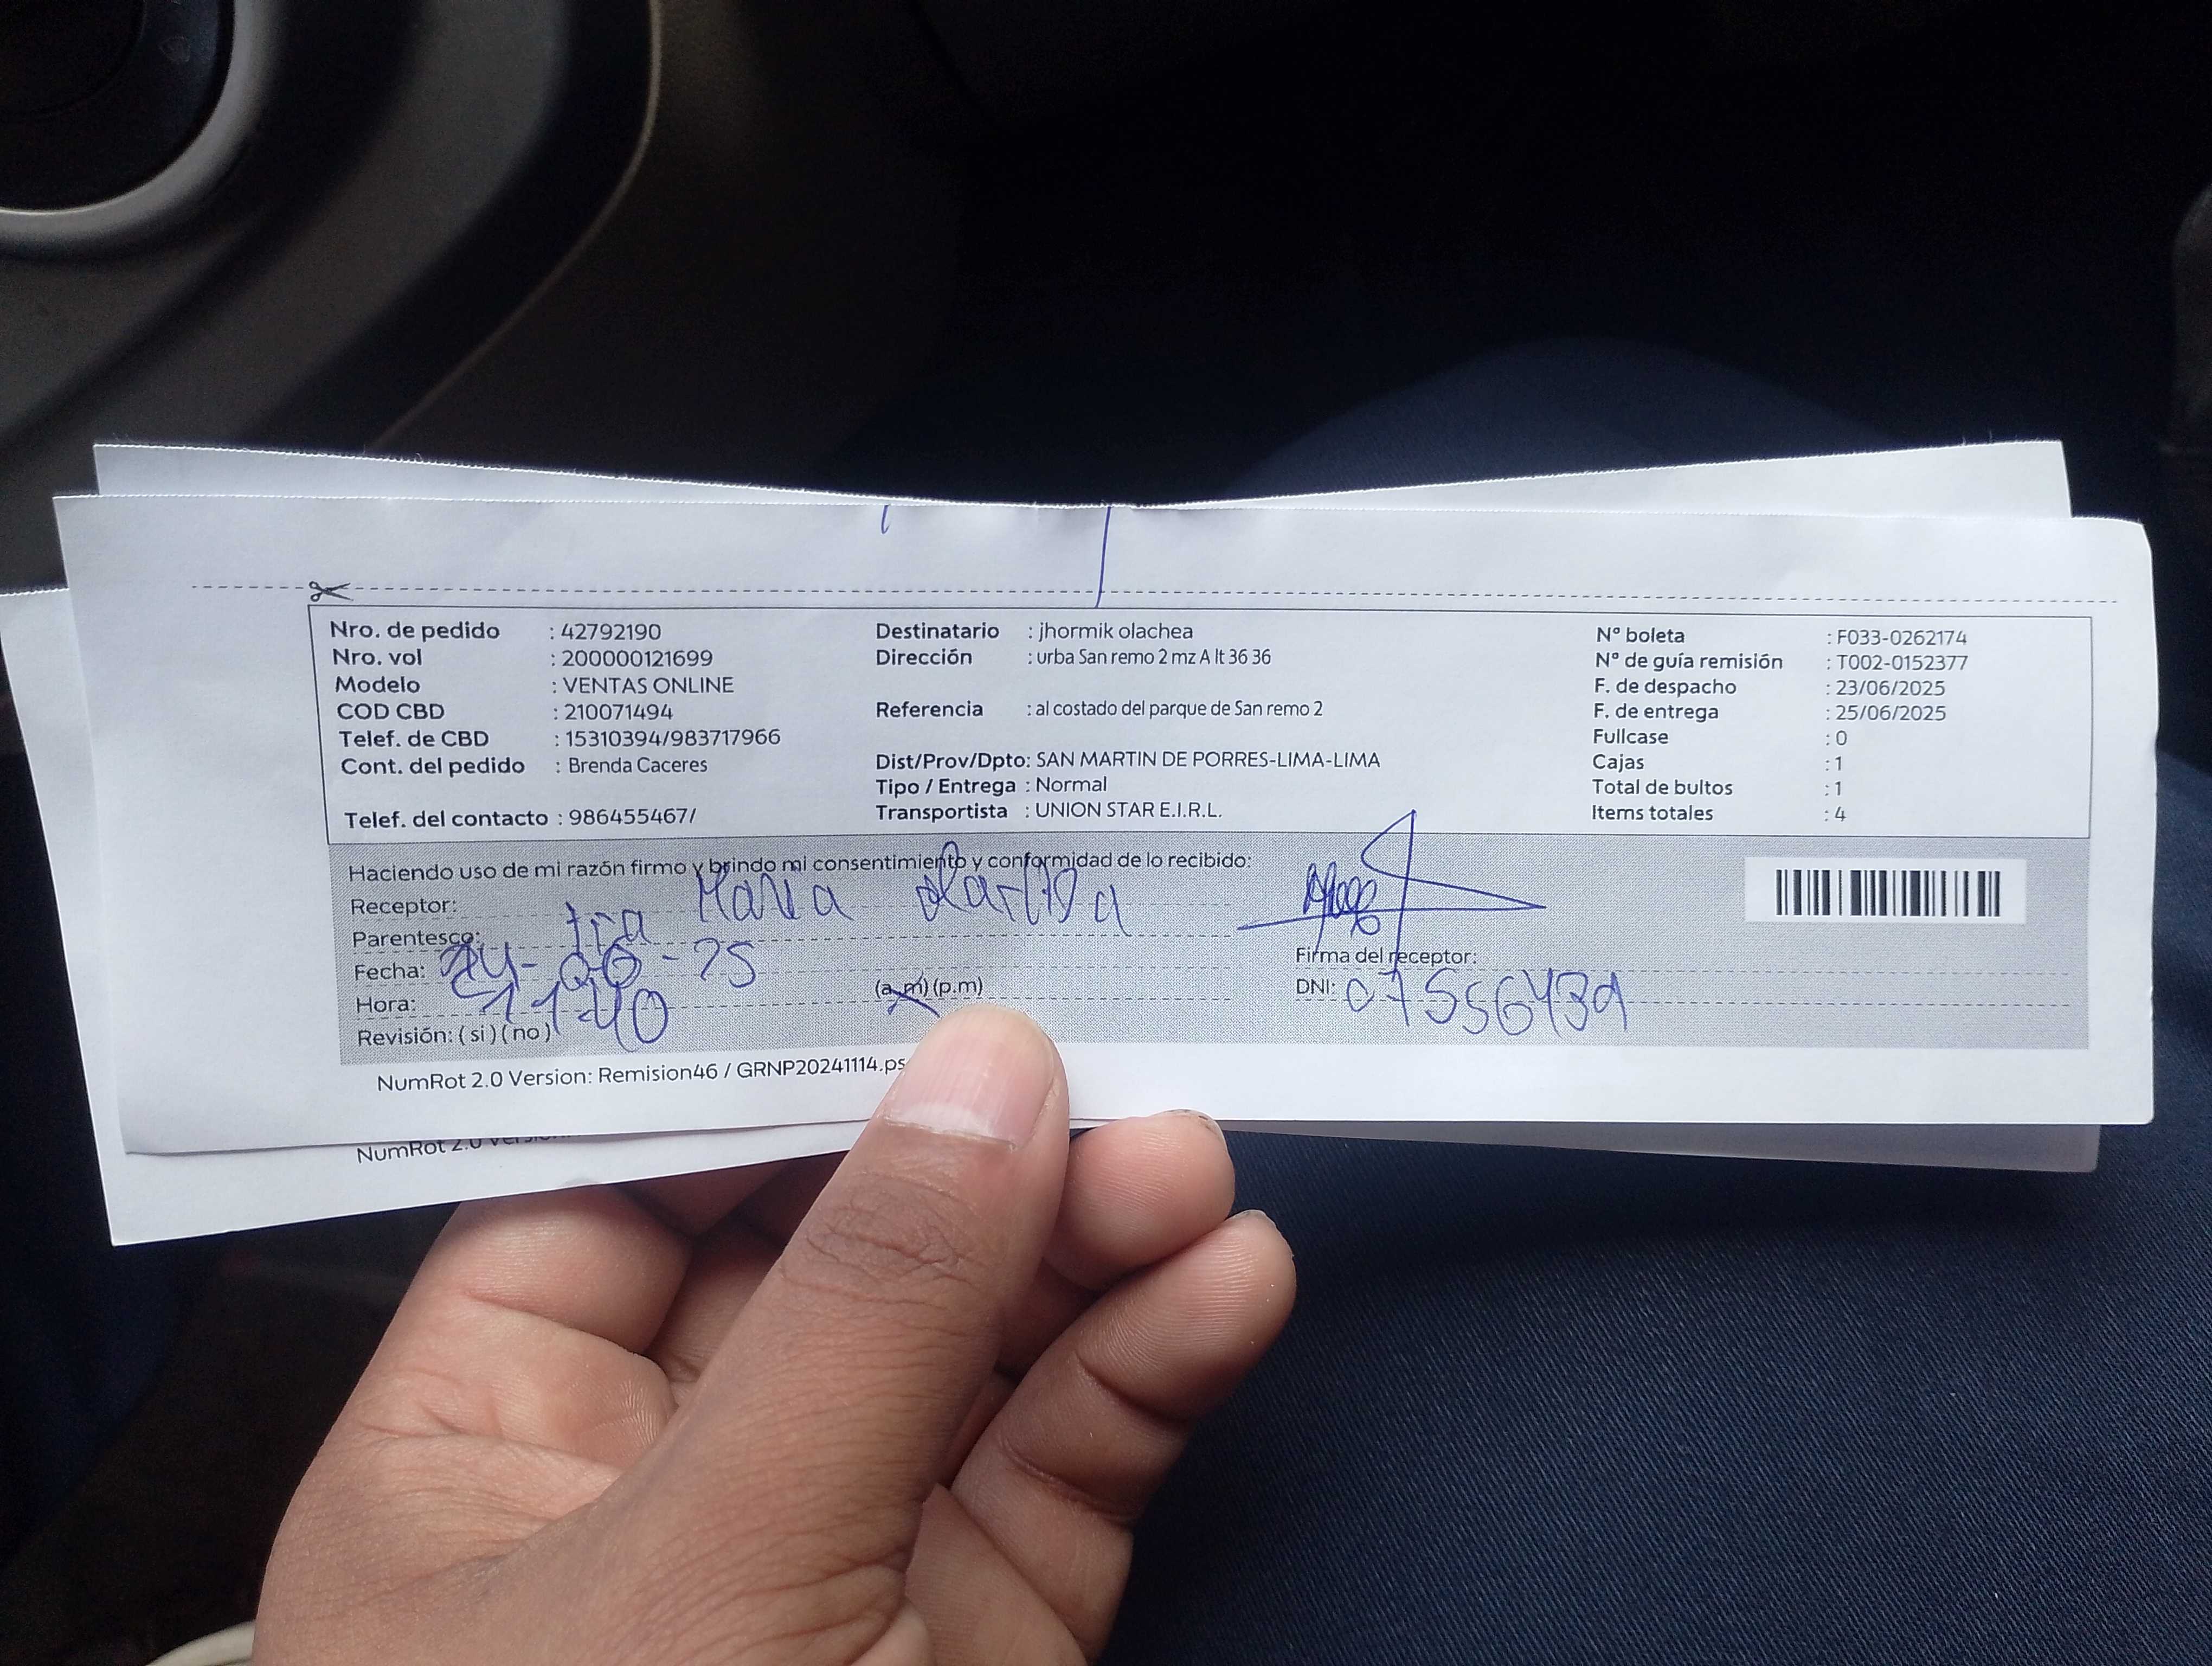 Nro. de pedido : 42792190
Nro. vol : 200000121699
Modelo : VENTAS ONLINE
COD CBD : 210071494
Telef. de CBD : 15310394/983717966
Cont. del pedido : Brenda Caceres
Telef. del contacto : 986455467/
Destinatario : jhormik olachea
Dirección : urba San remo 2 mz A lt 36 36
Referencia : al costado del parque de San remo 2
Dist/Prov/Dpto: SAN MARTIN DE PORRES-LIMA-LIMA
Tipo / Entrega : Normal
Transportista : UNION STAR E.I.R.L.
N° boleta : F033-0262174
N° de guía remisión : T002-0152377
F. de despacho : 23/06/2025
F. de entrega : 25/06/2025
Fullcase : 0
Cajas : 1
Total de bultos : 1
Items totales : 4
Haciendo uso de mi razón firmo y brindo mi consentimiento y conformidad de lo recibido:
Receptor: Maria
Parentesco: tia
Fecha: 24-06-25
Hora: 11:40 (a.m) (p.m)
Revisión: ( si ) ( no )
Firma del receptor:
DNI: 07556439
NumRot 2.0 Version: Remision46 / GRNP20241114.ps
NumRot 2.0